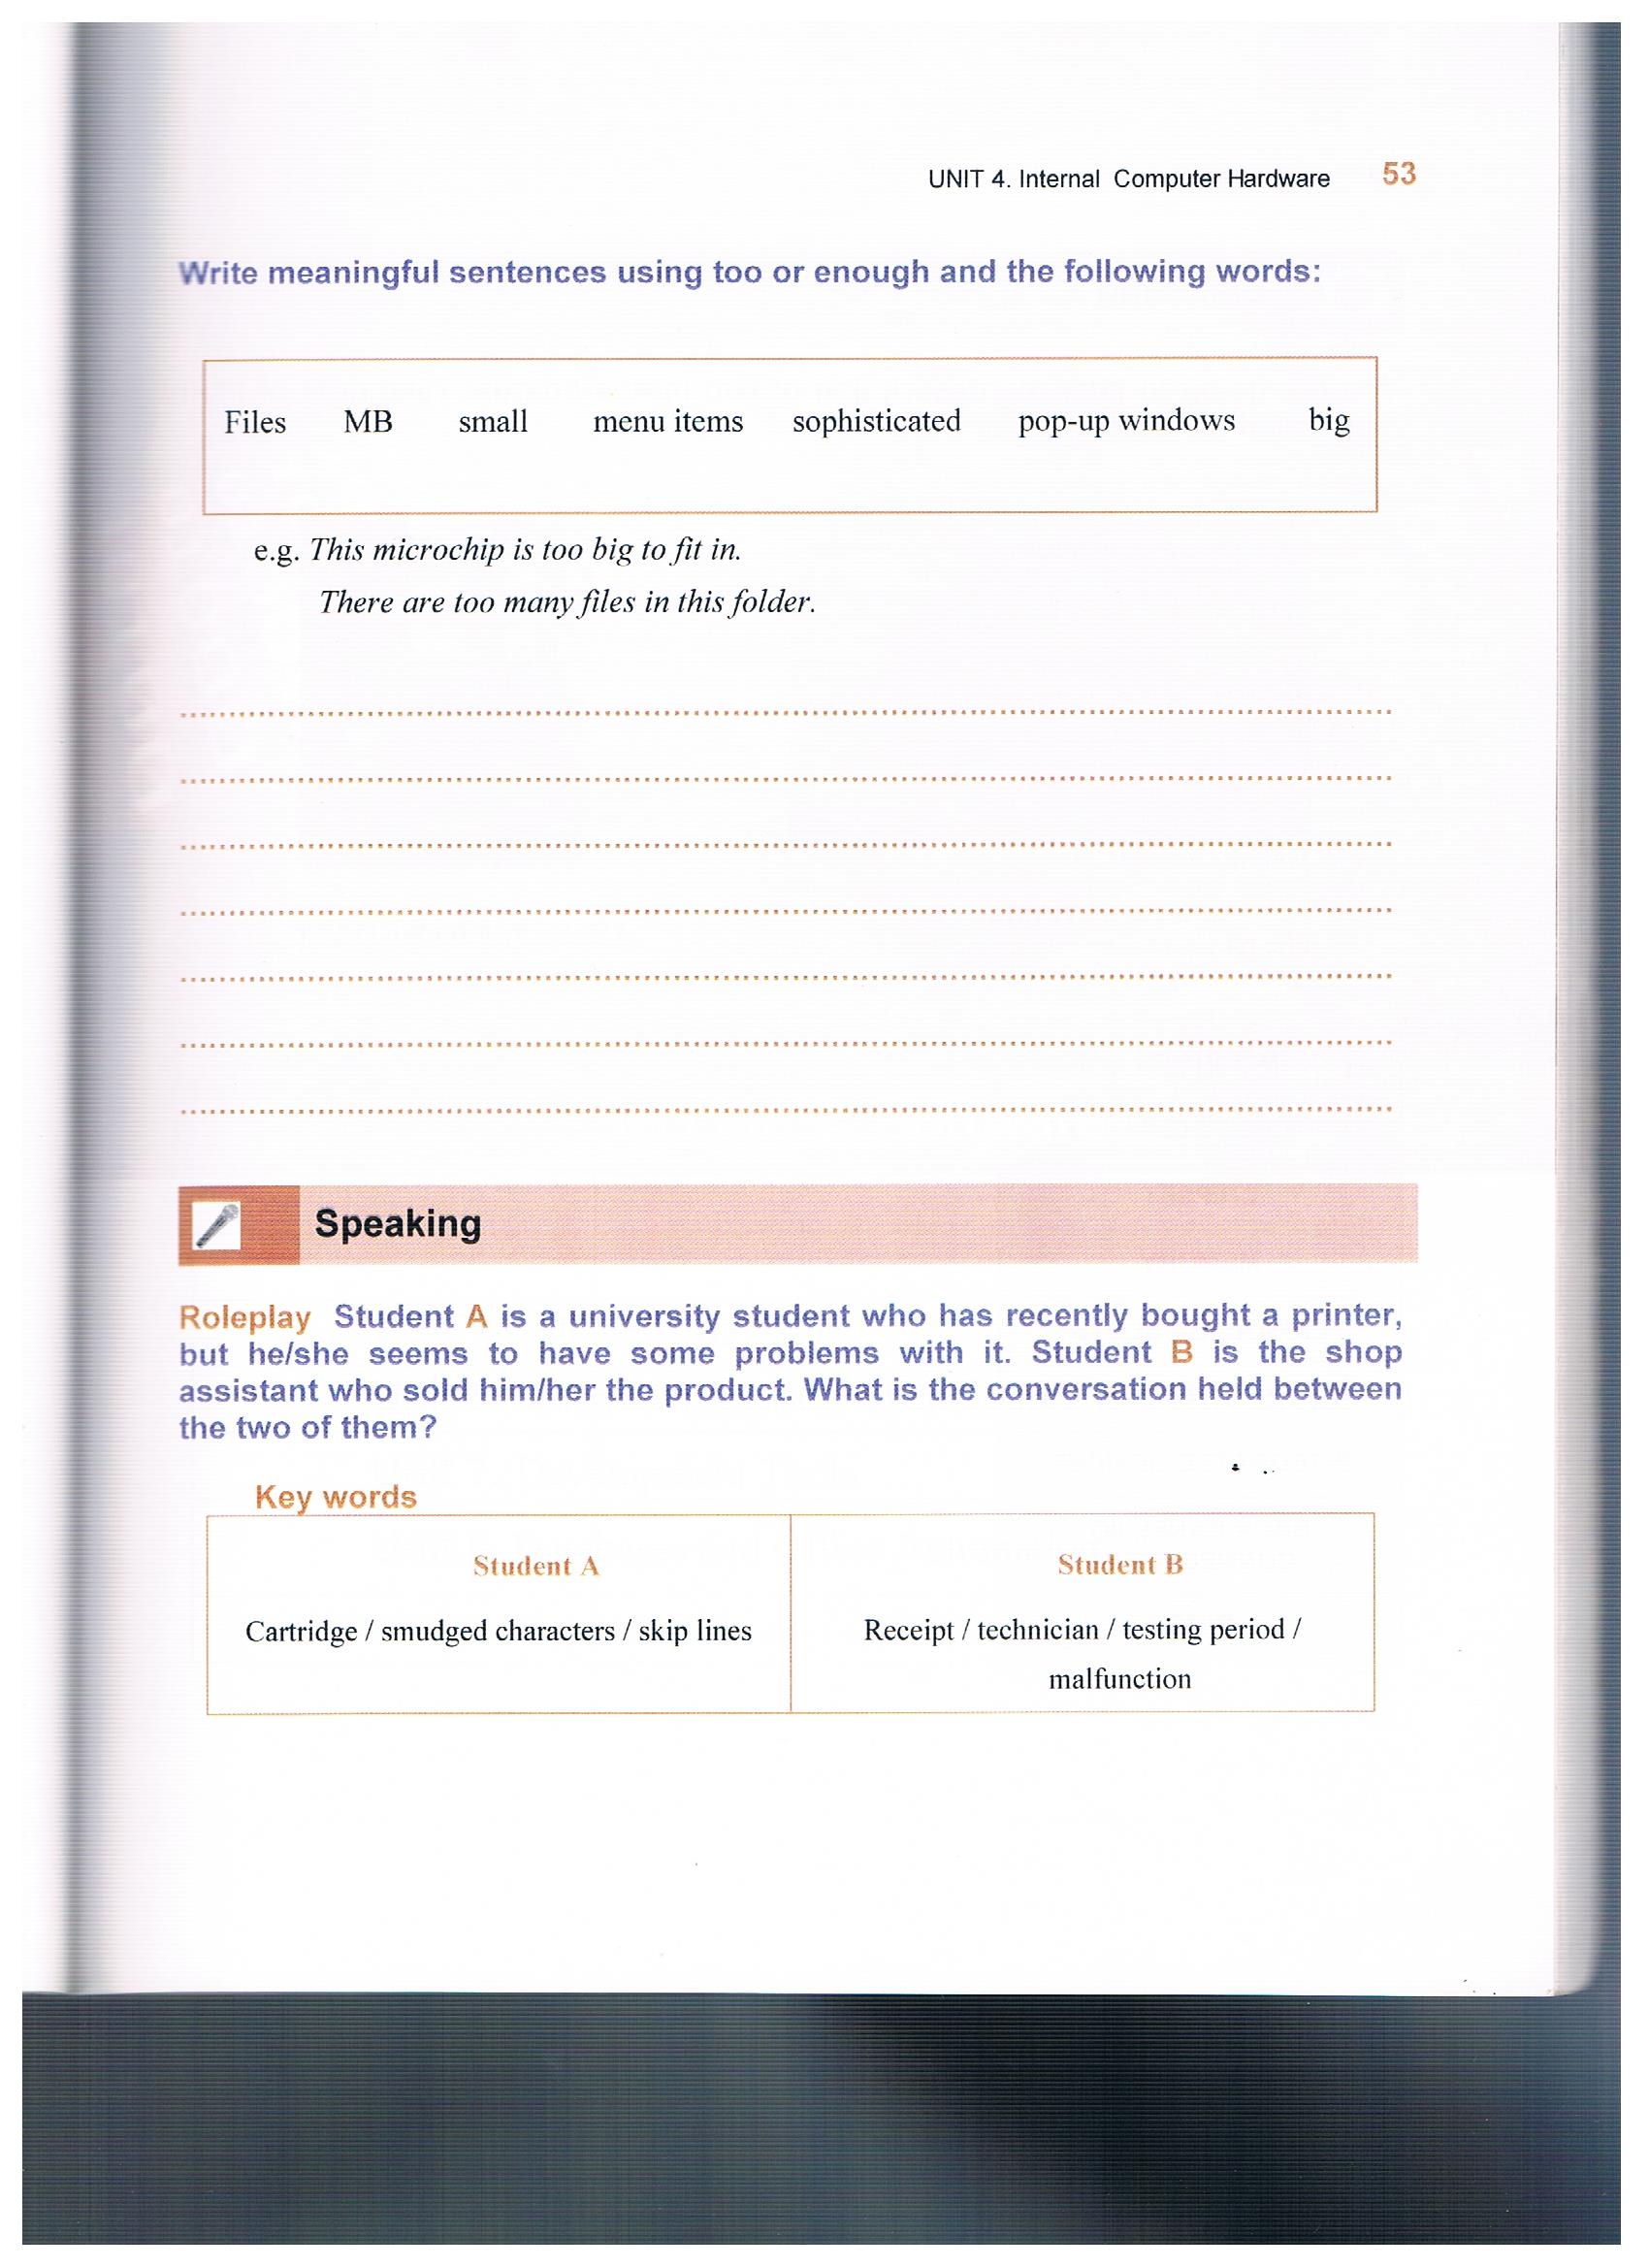 UNIT 4. Internal Computer Hardware 53
Write meaningful sentences using too or enough and the following words:
Files MB small menu items sophisticated pop-up windows big
e.g. This microchip is too big to fit in.
There are too many files in this folder.
Speaking
Roleplay Student A is a university student who has recently bought a printer,
but he/she seems to have some problems with it. Student B is the shop
assistant who sold him/her the product. What is the conversation held between
the two of them?
Key words
Student A
Cartridge / smudged characters / skip lines
Student B
Receipt / technician / testing period /
malfunction